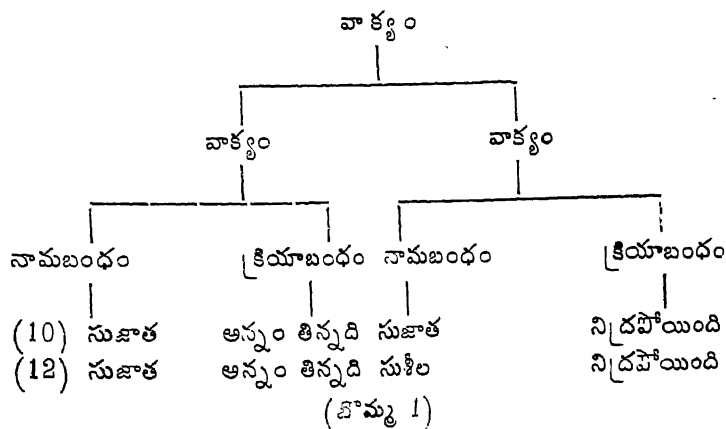 వాక్యం
వాక్యం వాక్యం
నామబంధం క్రియాబంధం నామబంధం క్రియాబంధం
(10) సుజాత అన్నం తిన్నది సుజాత నిద్రపోయింది
(12) సుజాత అన్నం తిన్నది సుశీల నిద్రపోయింది
(బొమ్మ 1)